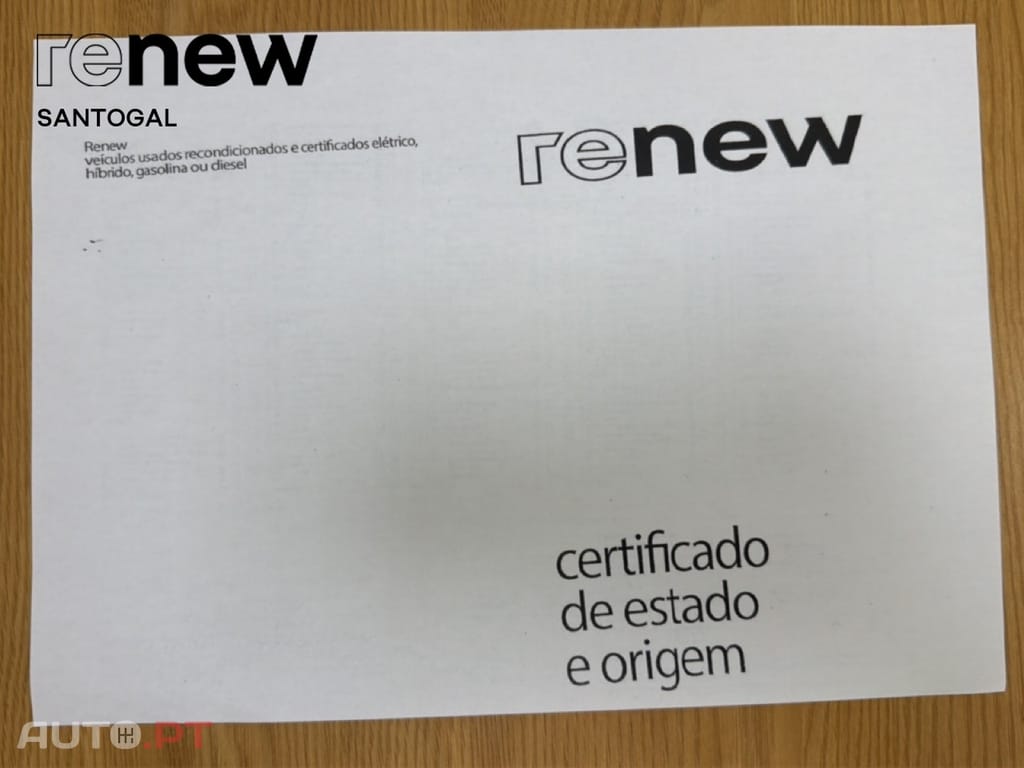 renew
SANTOGAL
Renew
veículos usados recondicionados e certificados elétrico,
híbrido, gasolina ou diesel
renew
certificado
de estado
e origem
AUTO.PT